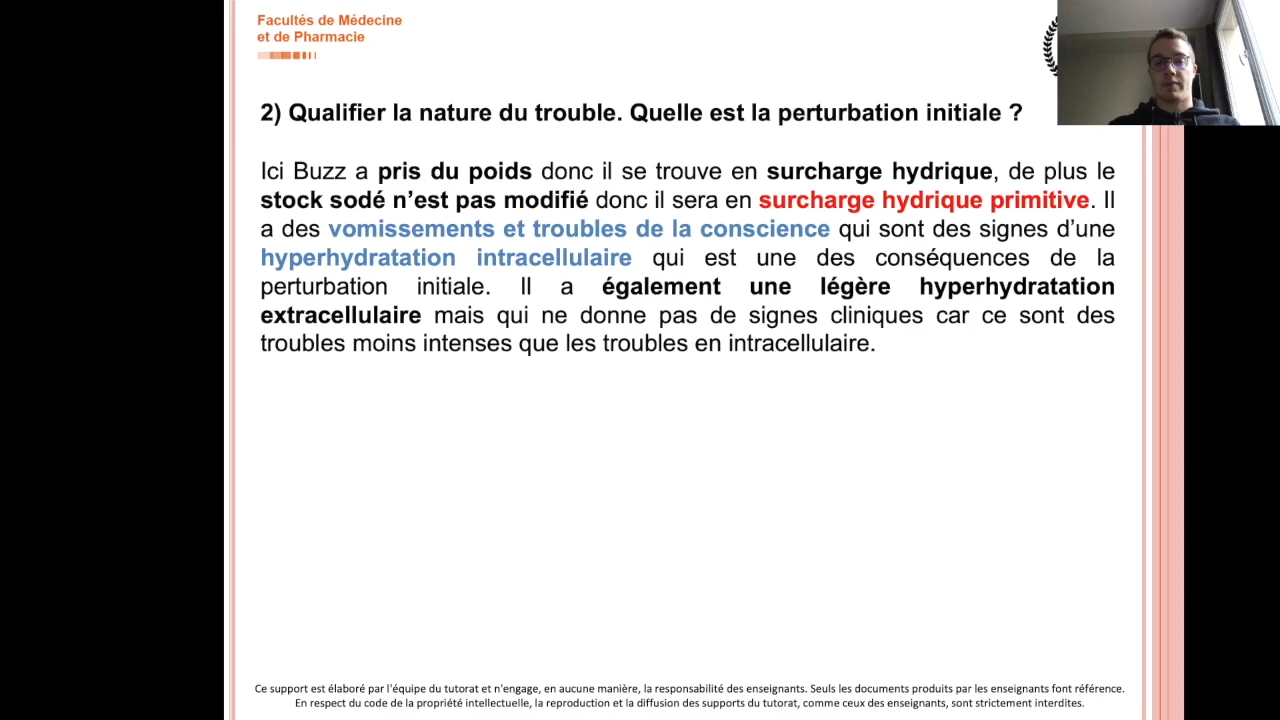 Facultés de Médecine
et de Pharmacie
2) Qualifier la nature du trouble. Quelle est la perturbation initiale ?
Ici Buzz a pris du poids donc il se trouve en surcharge hydrique, de plus le
stock sodé n’est pas modifié donc il sera en surcharge hydrique primitive. Il
a des vomissements et troubles de la conscience qui sont des signes d’une
hyperhydratation intracellulaire qui est une des conséquences de la
perturbation initiale. Il a également une légère hyperhydratation
extracellulaire mais qui ne donne pas de signes cliniques car ce sont des
troubles moins intenses que les troubles en intracellulaire.
Ce support est élaboré par l'équipe du tutorat et n'engage, en aucune manière, la responsabilité des enseignants. Seuls les documents produits par les enseignants font référence.
En respect du code de la propriété intellectuelle, la reproduction et la diffusion des supports du tutorat, comme ceux des enseignants, sont strictement interdites.